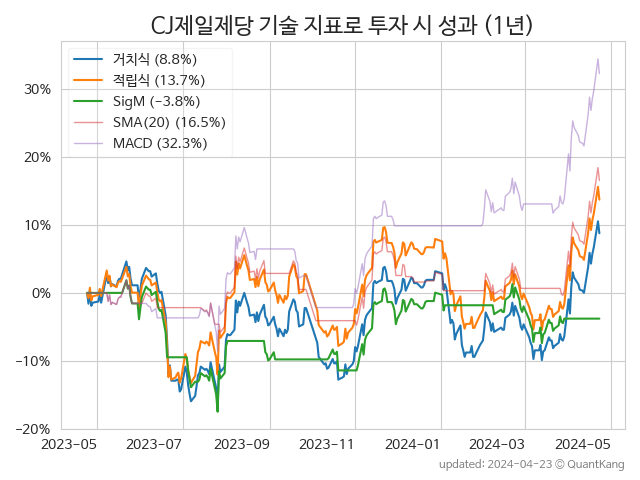 CJ제일제당 기술 지표로 투자 시 성과 (1년)
거치식 (8.8%)
적립식 (13.7%)
SigM (−3.8%)
SMA(20) (16.5%)
MACD (32.3%)
30%
20%
10%
0%
−10%
−20%
2023-05 2023-07 2023-09 2023-11 2024-01 2024-03 2024-05
updated: 2024-04-23 ⓒ QuantKang